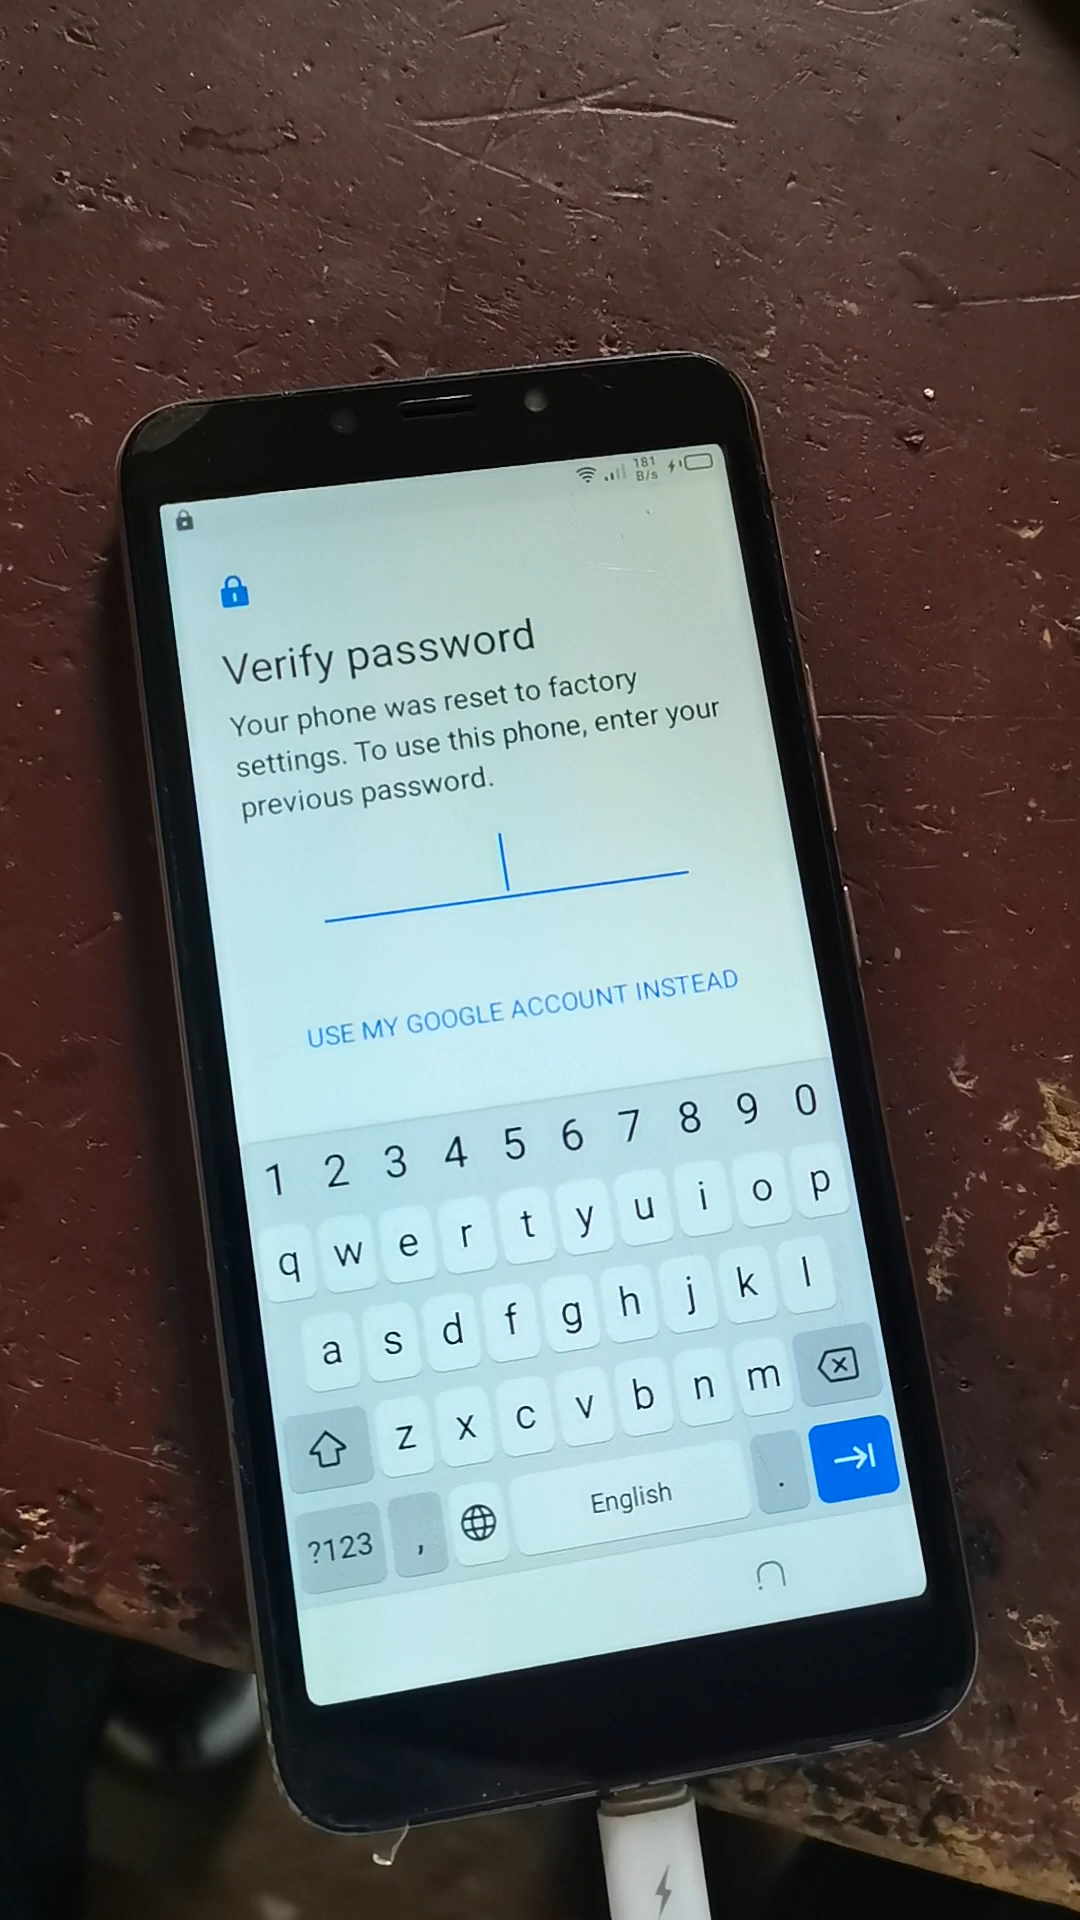 181
B/s
Verify password
Your phone was reset to factory
settings. To use this phone, enter your
previous password.
USE MY GOOGLE ACCOUNT INSTEAD
1 2 3 4 5 6 7 8 9 0
q w e r t y u i o p
a s d f g h j k l
z x c v b n m
?123 , English .